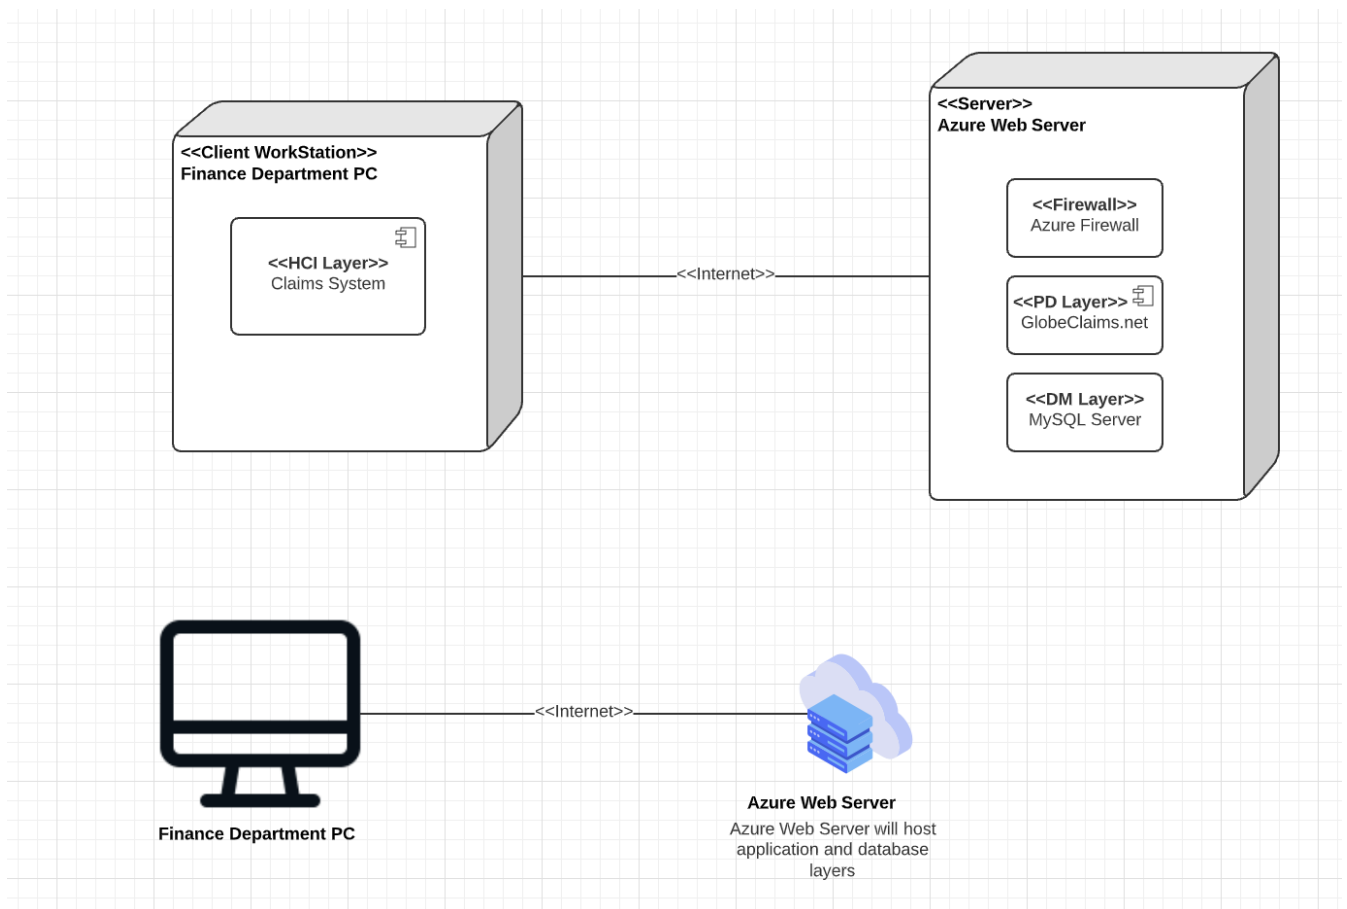 <<Client WorkStation>>
Finance Department PC
<<HCI Layer>>
Claims System
<<Internet>>
<<Server>>
Azure Web Server
<<Firewall>>
Azure Firewall
<<PD Layer>>
GlobeClaims.net
<<DM Layer>>
MySQL Server
<<Internet>>
Finance Department PC
Azure Web Server
Azure Web Server will host
application and database
layers